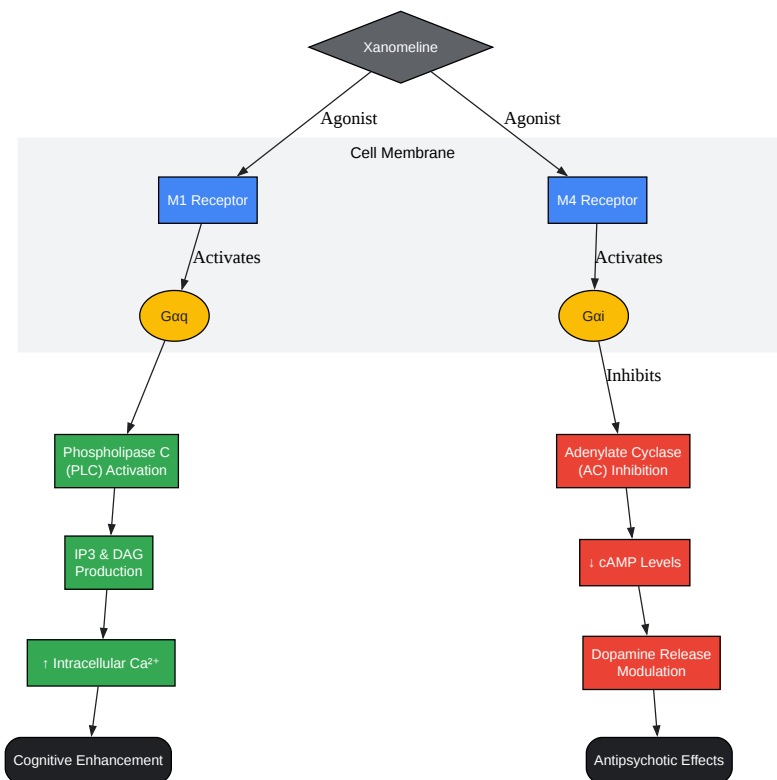 Xanomeline
Agonist
Agonist
Cell Membrane
M1 Receptor
M4 Receptor
Activates
Activates
Gαq
Gαi
Inhibits
Phospholipase C
(PLC) Activation
Adenylate Cyclase
(AC) Inhibition
IP3 & DAG
Production
↓ cAMP Levels
↑ Intracellular Ca²⁺
Dopamine Release
Modulation
Cognitive Enhancement
Antipsychotic Effects